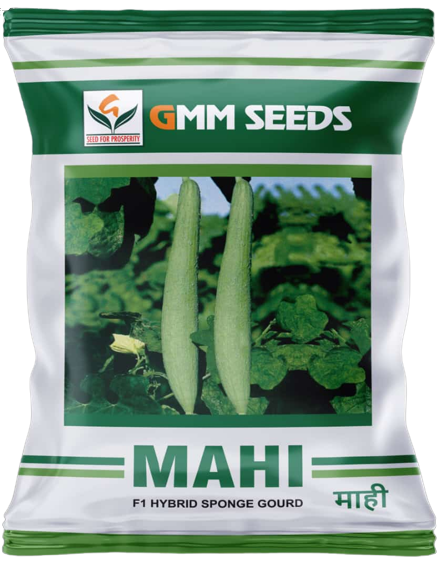 GMM SEEDS
SEED FOR PROSPERITY
MAHI
F1 HYBRID SPONGE GOURD
माही